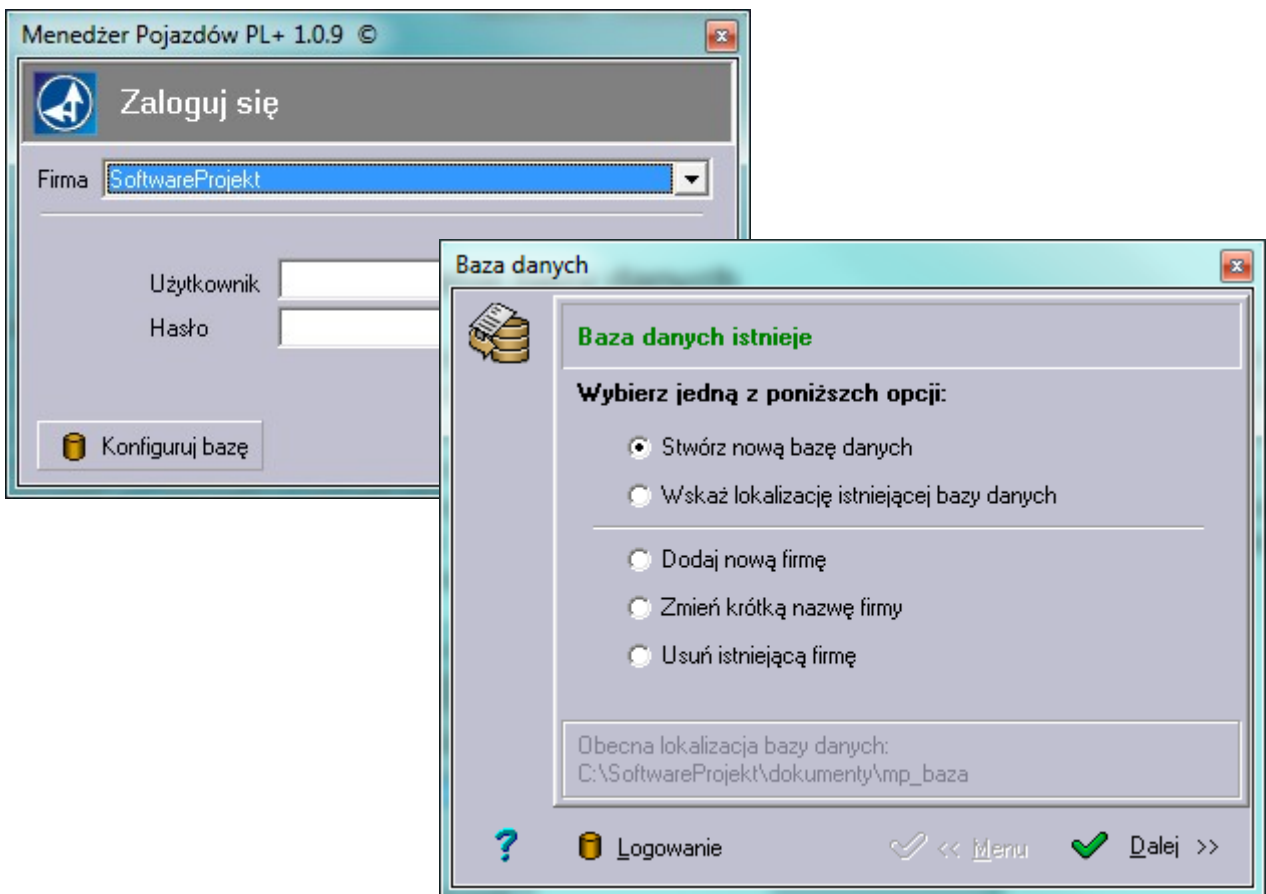 Menedżer Pojazdów PL+ 1.0.9 ©
Zaloguj się
Firma SoftwareProjekt
Użytkownik
Hasło
Konfiguruj bazę
Baza danych
Baza danych istnieje
Wybierz jedną z poniższch opcji:
Stwórz nową bazę danych
Wskaż lokalizację istniejącej bazy danych
Dodaj nową firmę
Zmień krótką nazwę firmy
Usuń istniejącą firmę
Obecna lokalizacja bazy danych:
C:\SoftwareProjekt\dokumenty\mp_baza
? Logowanie << Menu Dalej >>